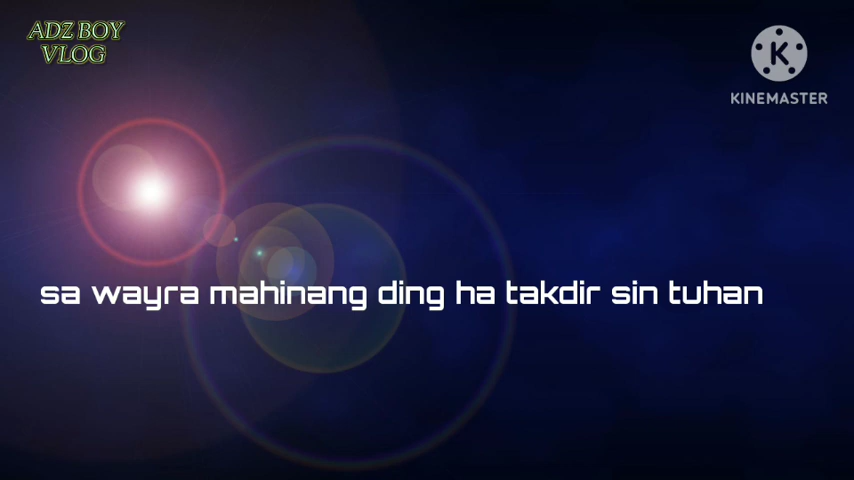 ADZ BOY
VLOG
KINEMASTER
sa wayra mahinang ding ha takdir sin tuhan